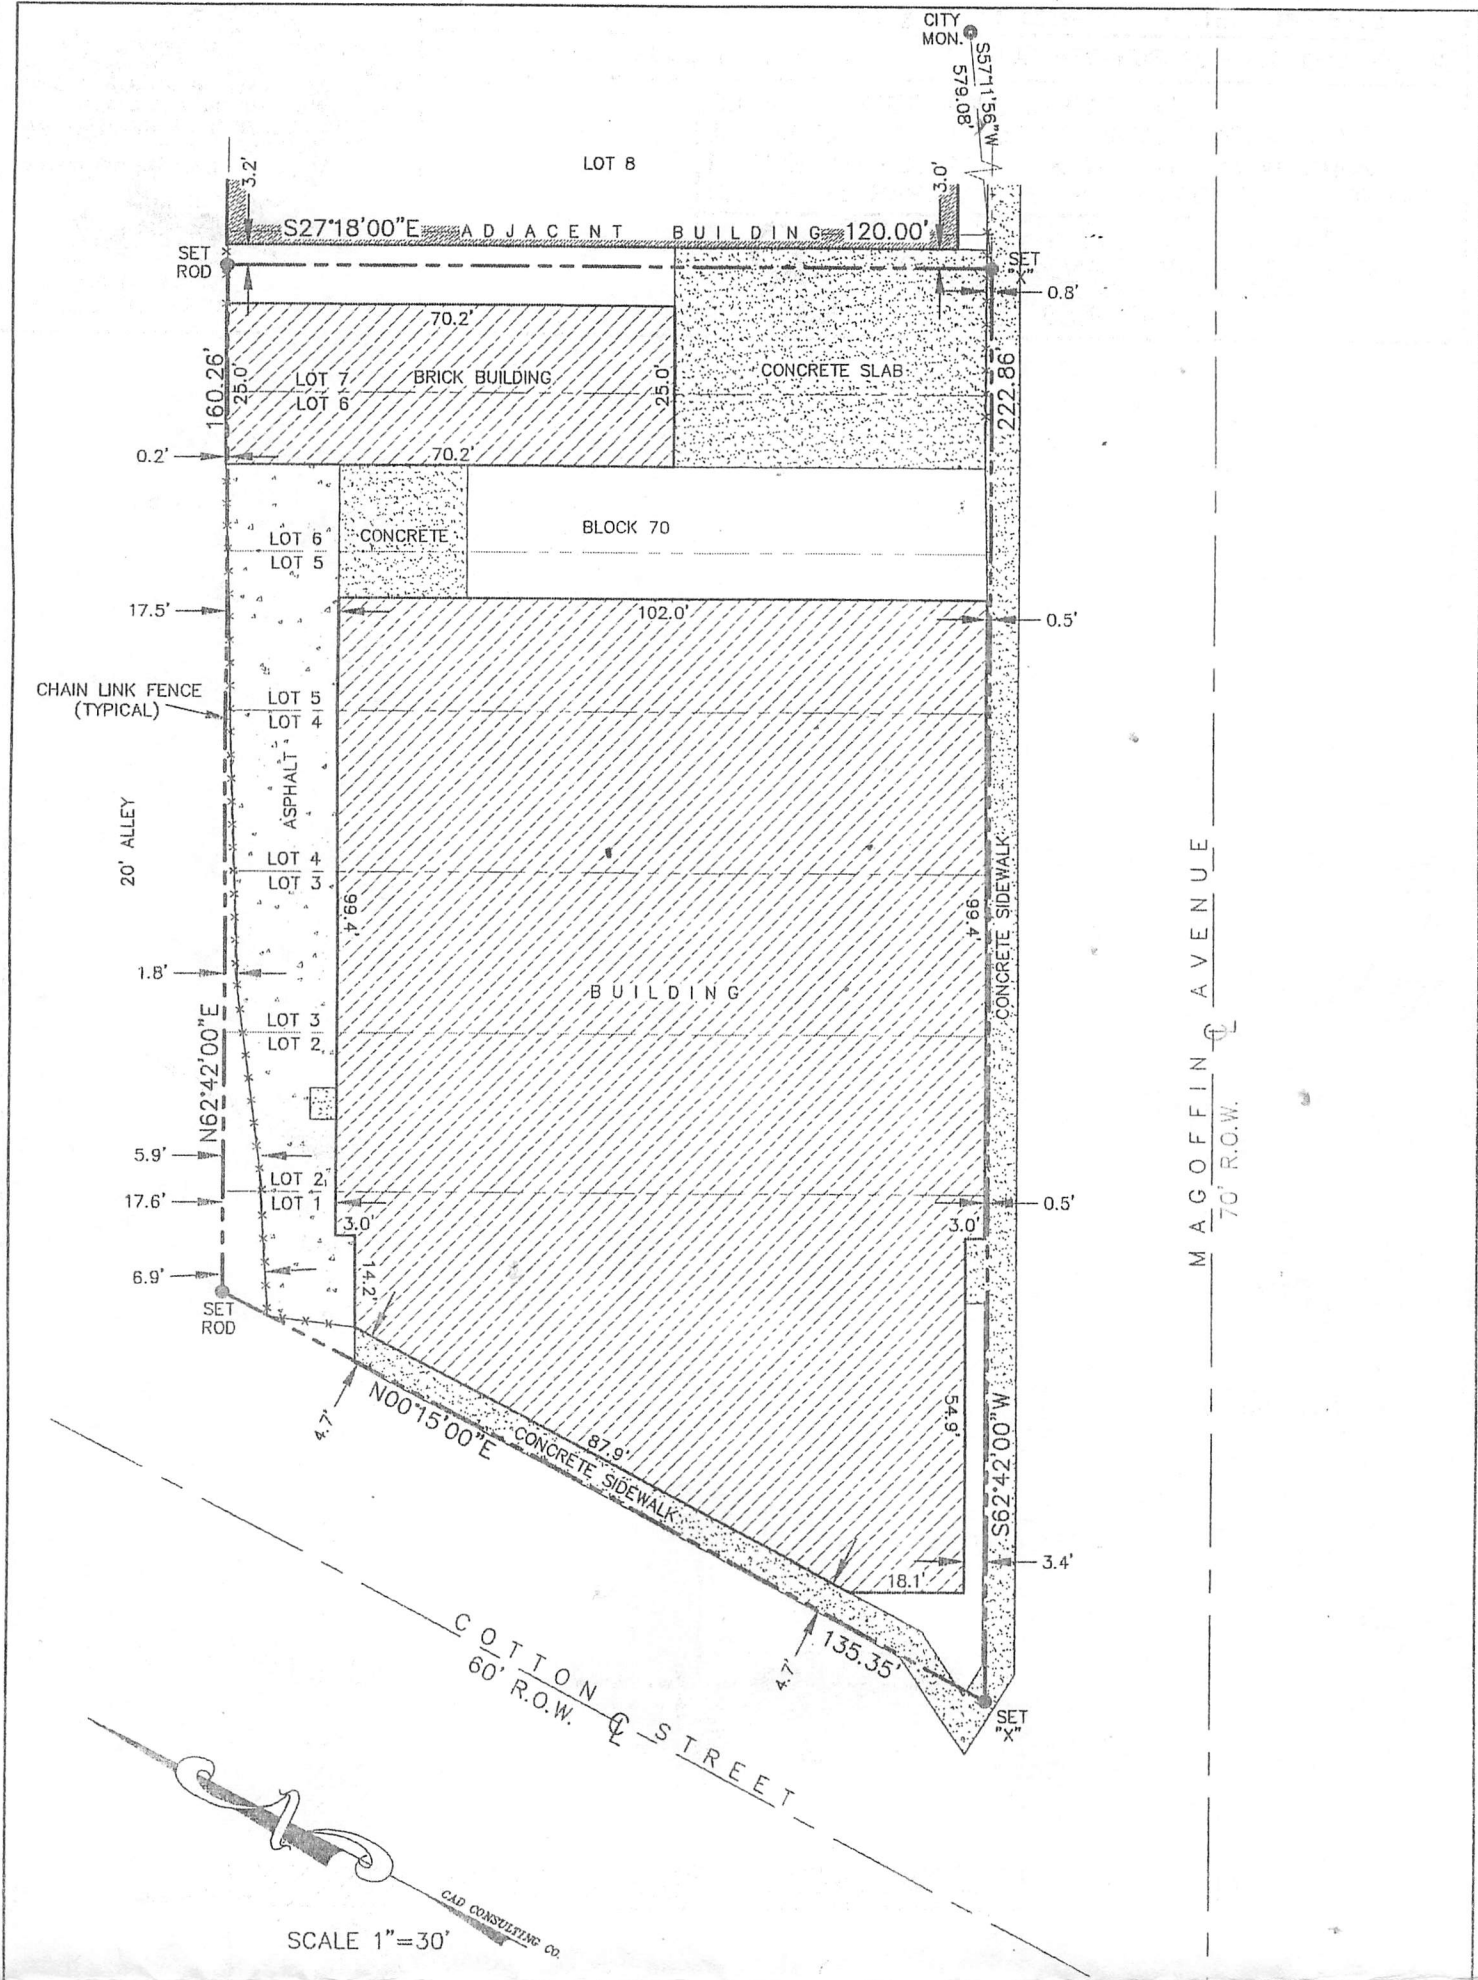 CITY
MON.
S57°11'56"W
579.08'
LOT 8
3.2'
3.0'
S27°18'00"E
ADJACENT BUILDING
120.00'
SET
ROD
SET
"X"
0.8'
70.2'
160.26'
25.0'
LOT 7
LOT 6
BRICK BUILDING
25.0'
CONCRETE SLAB
222.86'
0.2'
70.2'
LOT 6
LOT 5
CONCRETE
BLOCK 70
17.5'
102.0'
0.5'
CHAIN LINK FENCE
(TYPICAL)
LOT 5
LOT 4
ASPHALT
20' ALLEY
LOT 4
LOT 3
99.4'
99.4'
CONCRETE SIDEWALK
1.8'
BUILDING
N62°42'00"E
LOT 3
LOT 2
MAGOFFIN ℄ AVENUE
70' R.O.W.
5.9'
17.6'
LOT 2
LOT 1
3.0'
3.0'
0.5'
6.9'
14.2'
SET
ROD
4.7'
N00°15'00"E
87.9'
CONCRETE SIDEWALK
54.9'
S62°42'00"W
3.4'
18.1'
4.7'
135.35'
SET
"X"
COTTON ℄ STREET
60' R.O.W.
CAD CONSULTING CO.
SCALE 1"=30'